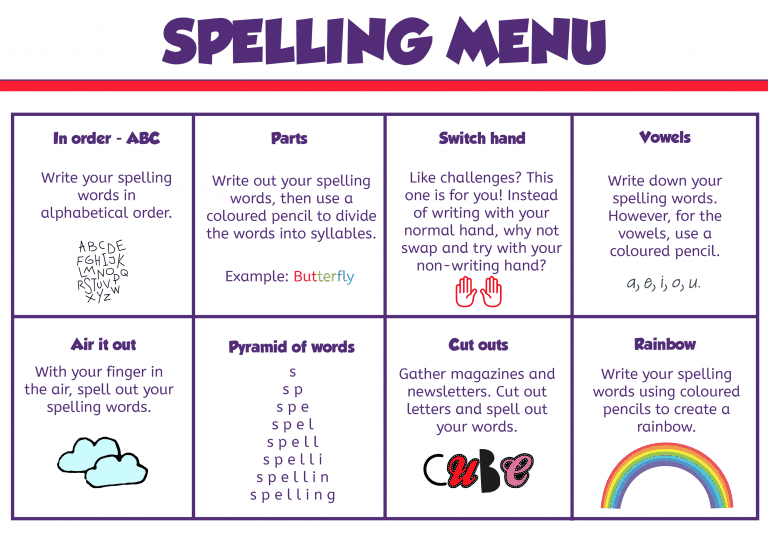 SPELLING MENU
In order - ABC
Write your spelling
words in
alphabetical order.
ABCDE
FGHIJK
LMNOPQ
RSTUV
XYZW
Parts
Write out your spelling
words, then use a
coloured pencil to divide
the words into syllables.
Example: Butterfly
Switch hand
Like challenges? This
one is for you! Instead
of writing with your
normal hand, why not
swap and try with your
non-writing hand?
Vowels
Write down your
spelling words.
However, for the
vowels, use a
coloured pencil.
a, e, i, o, u.
Air it out
With your finger in
the air, spell out your
spelling words.
Pyramid of words
s
s p
s p e
s p e l
s p e l l
s p e l l i
s p e l l i n
s p e l l i n g
Cut outs
Gather magazines and
newsletters. Cut out
letters and spell out
your words.
CUBE
Rainbow
Write your spelling
words using coloured
pencils to create a
rainbow.